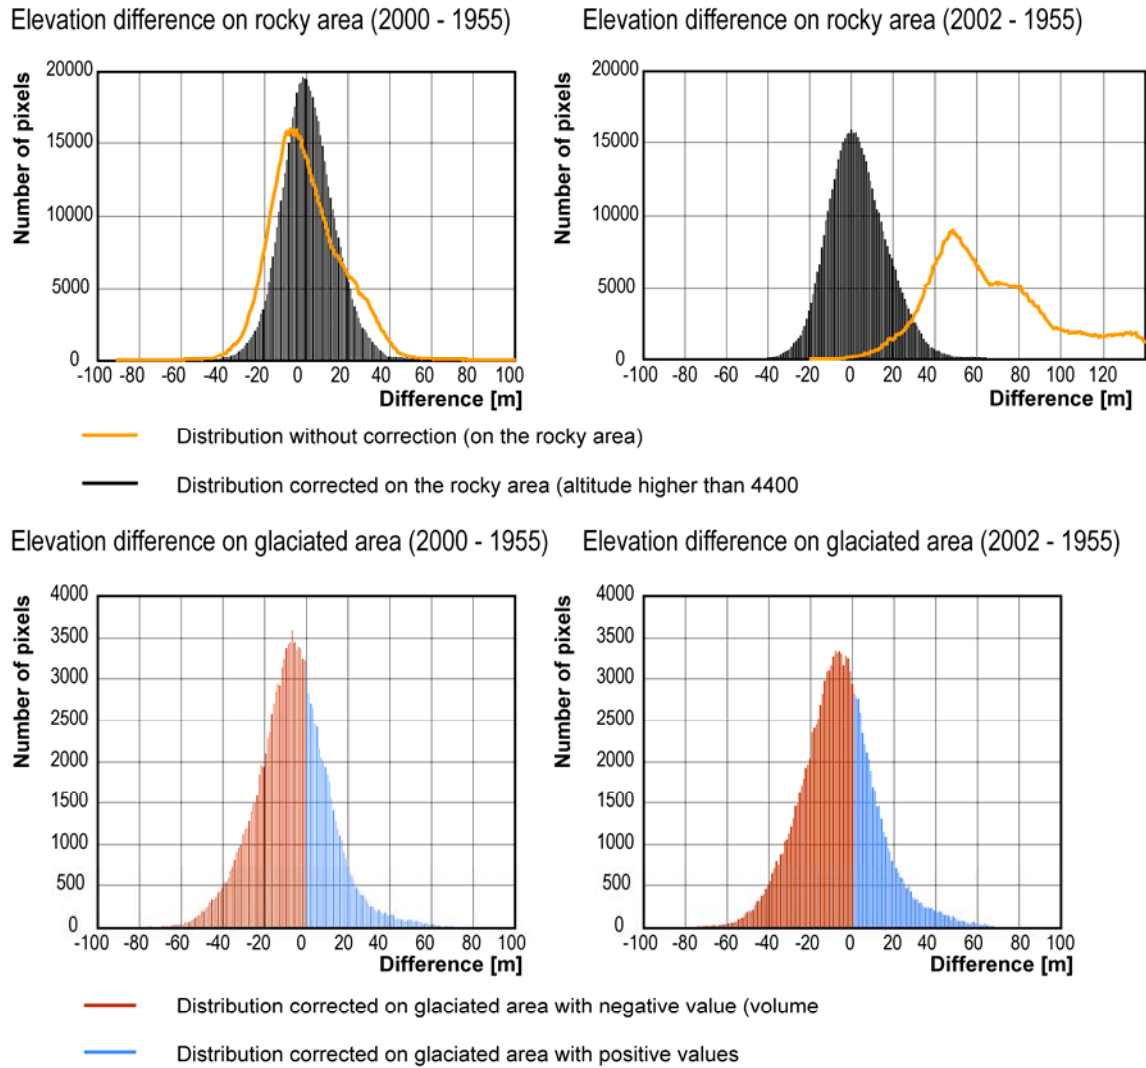 Elevation difference on rocky area (2000 - 1955)
Number of pixels
20000
15000
10000
5000
0
-100 -80 -60 -40 -20 0 20 40 60 80 100
Difference [m]
Elevation difference on rocky area (2002 - 1955)
Number of pixels
20000
15000
10000
5000
0
-100 -80 -60 -40 -20 0 20 40 60 80 100 120
Difference [m]
Distribution without correction (on the rocky area)
Distribution corrected on the rocky area (altitude higher than 4400
Elevation difference on glaciated area (2000 - 1955)
Number of pixels
4000
3500
3000
2500
2000
1500
1000
500
0
-100 -80 -60 -40 -20 0 20 40 60 80 100
Difference [m]
Elevation difference on glaciated area (2002 - 1955)
Number of pixels
4000
3500
3000
2500
2000
1500
1000
500
0
-100 -80 -60 -40 -20 0 20 40 60 80 100
Difference [m]
Distribution corrected on glaciated area with negative value (volume
Distribution corrected on glaciated area with positive values